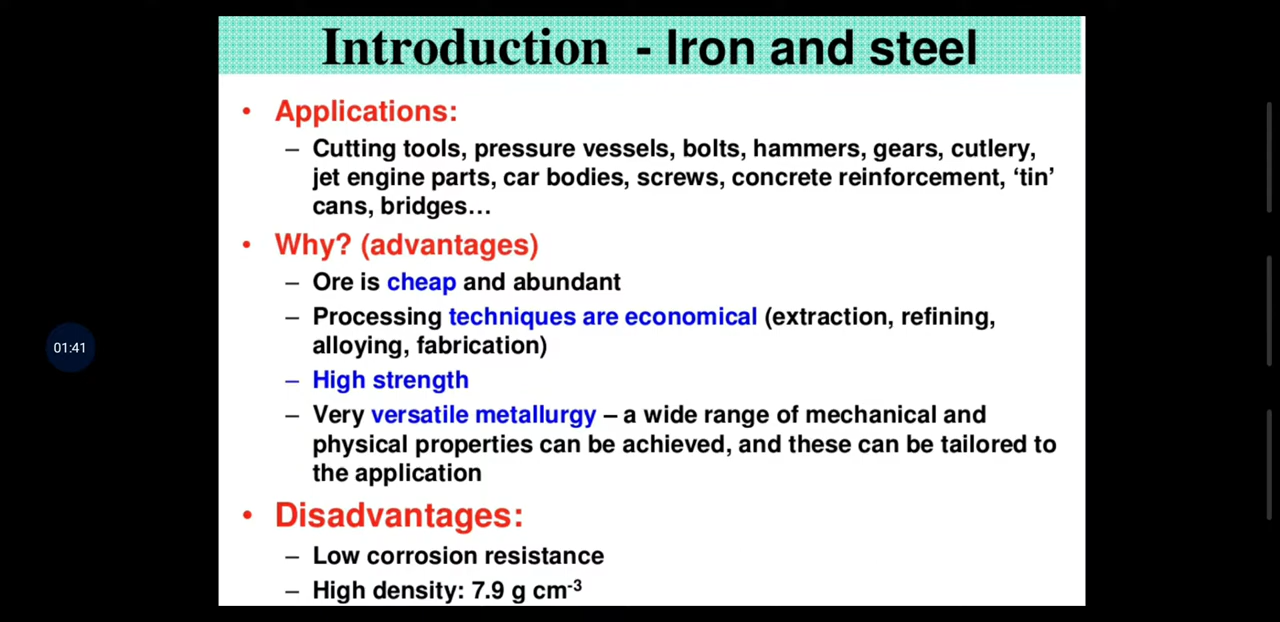 Introduction - Iron and steel
• Applications:
– Cutting tools, pressure vessels, bolts, hammers, gears, cutlery,
jet engine parts, car bodies, screws, concrete reinforcement, ‘tin’
cans, bridges…
• Why? (advantages)
– Ore is cheap and abundant
– Processing techniques are economical (extraction, refining,
alloying, fabrication)
– High strength
– Very versatile metallurgy – a wide range of mechanical and
physical properties can be achieved, and these can be tailored to
the application
01:41
• Disadvantages:
– Low corrosion resistance
– High density: 7.9 g cm⁻³